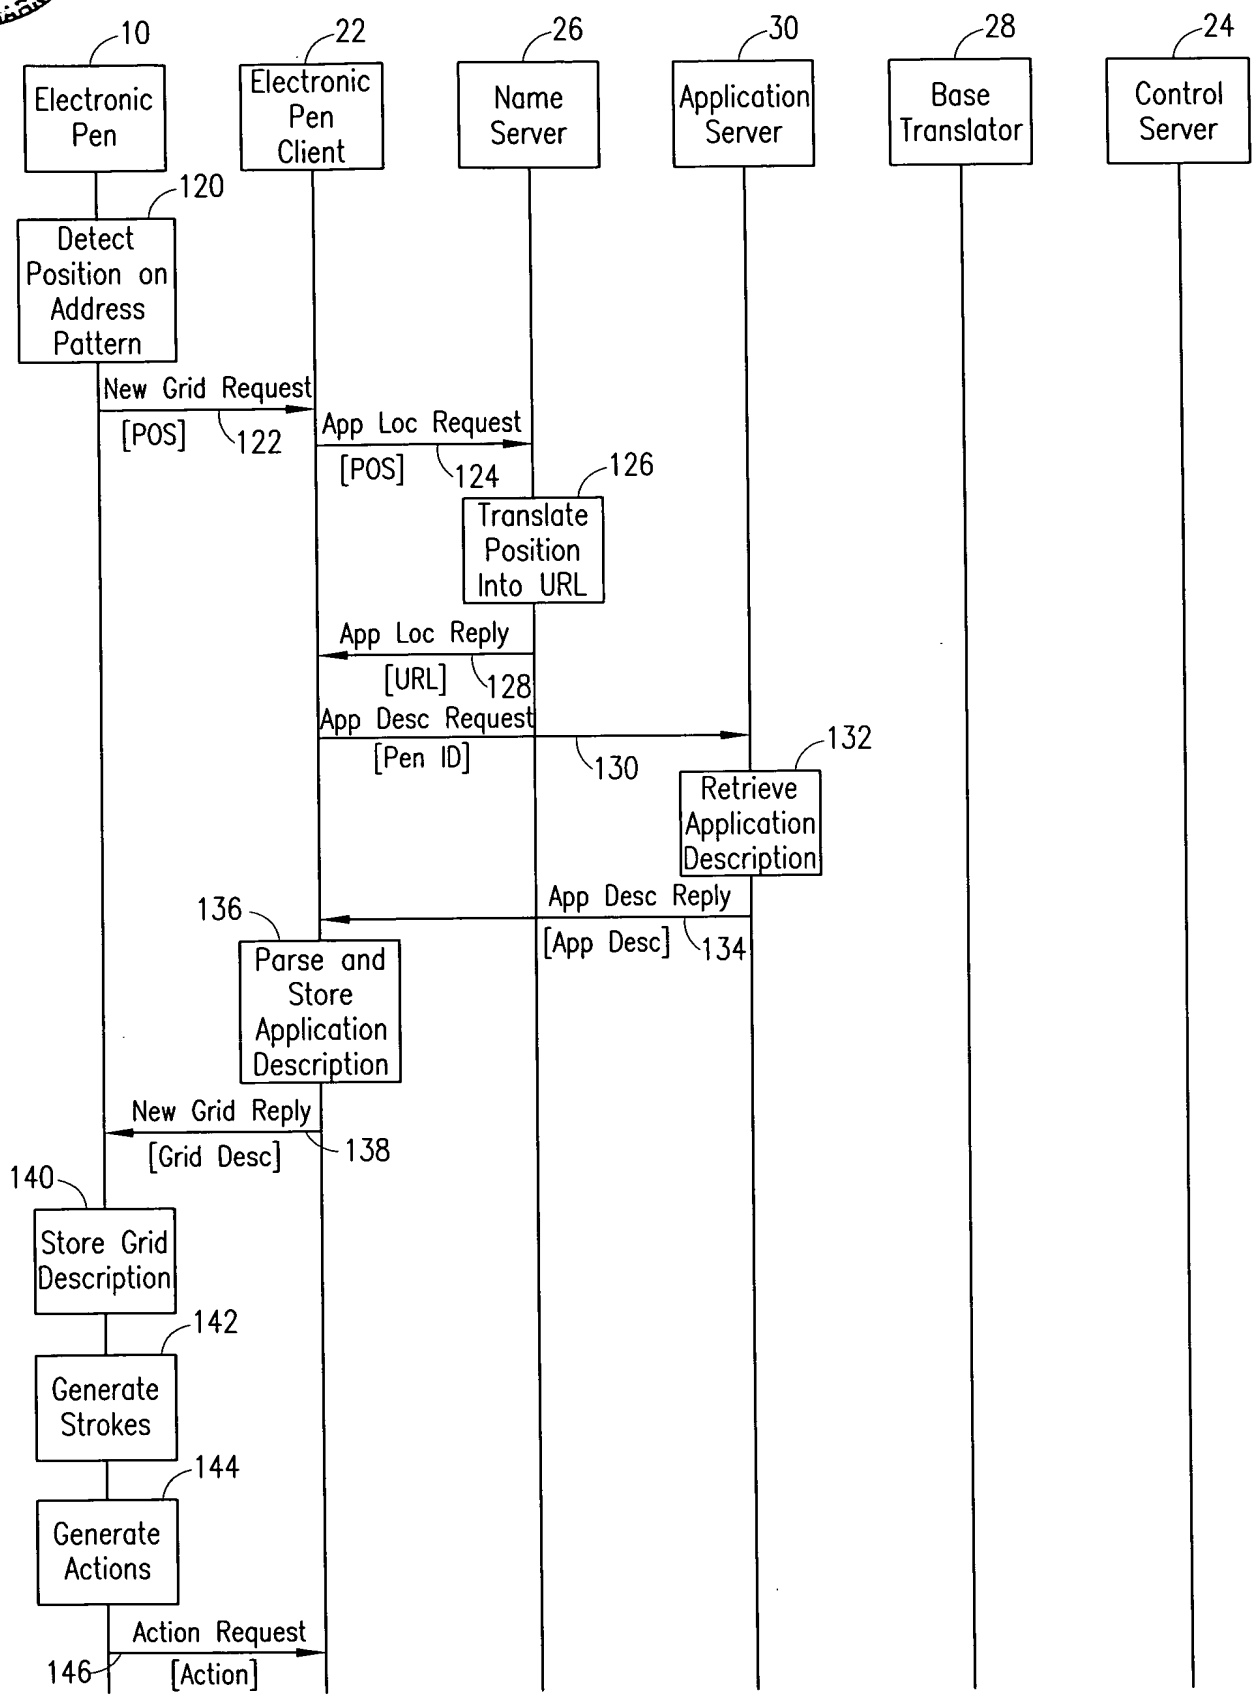 10
22
26
30
28
24
Electronic
Pen
Electronic
Pen
Client
Name
Server
Application
Server
Base
Translator
Control
Server
120
Detect
Position on
Address
Pattern
New Grid Request
[POS]
122
App Loc Request
[POS]
124
126
Translate
Position
Into URL
App Loc Reply
[URL]
128
App Desc Request
[Pen ID]
130
132
Retrieve
Application
Description
App Desc Reply
[App Desc]
134
136
Parse and
Store
Application
Description
New Grid Reply
[Grid Desc]
138
140
Store Grid
Description
142
Generate
Strokes
144
Generate
Actions
Action Request
146
[Action]